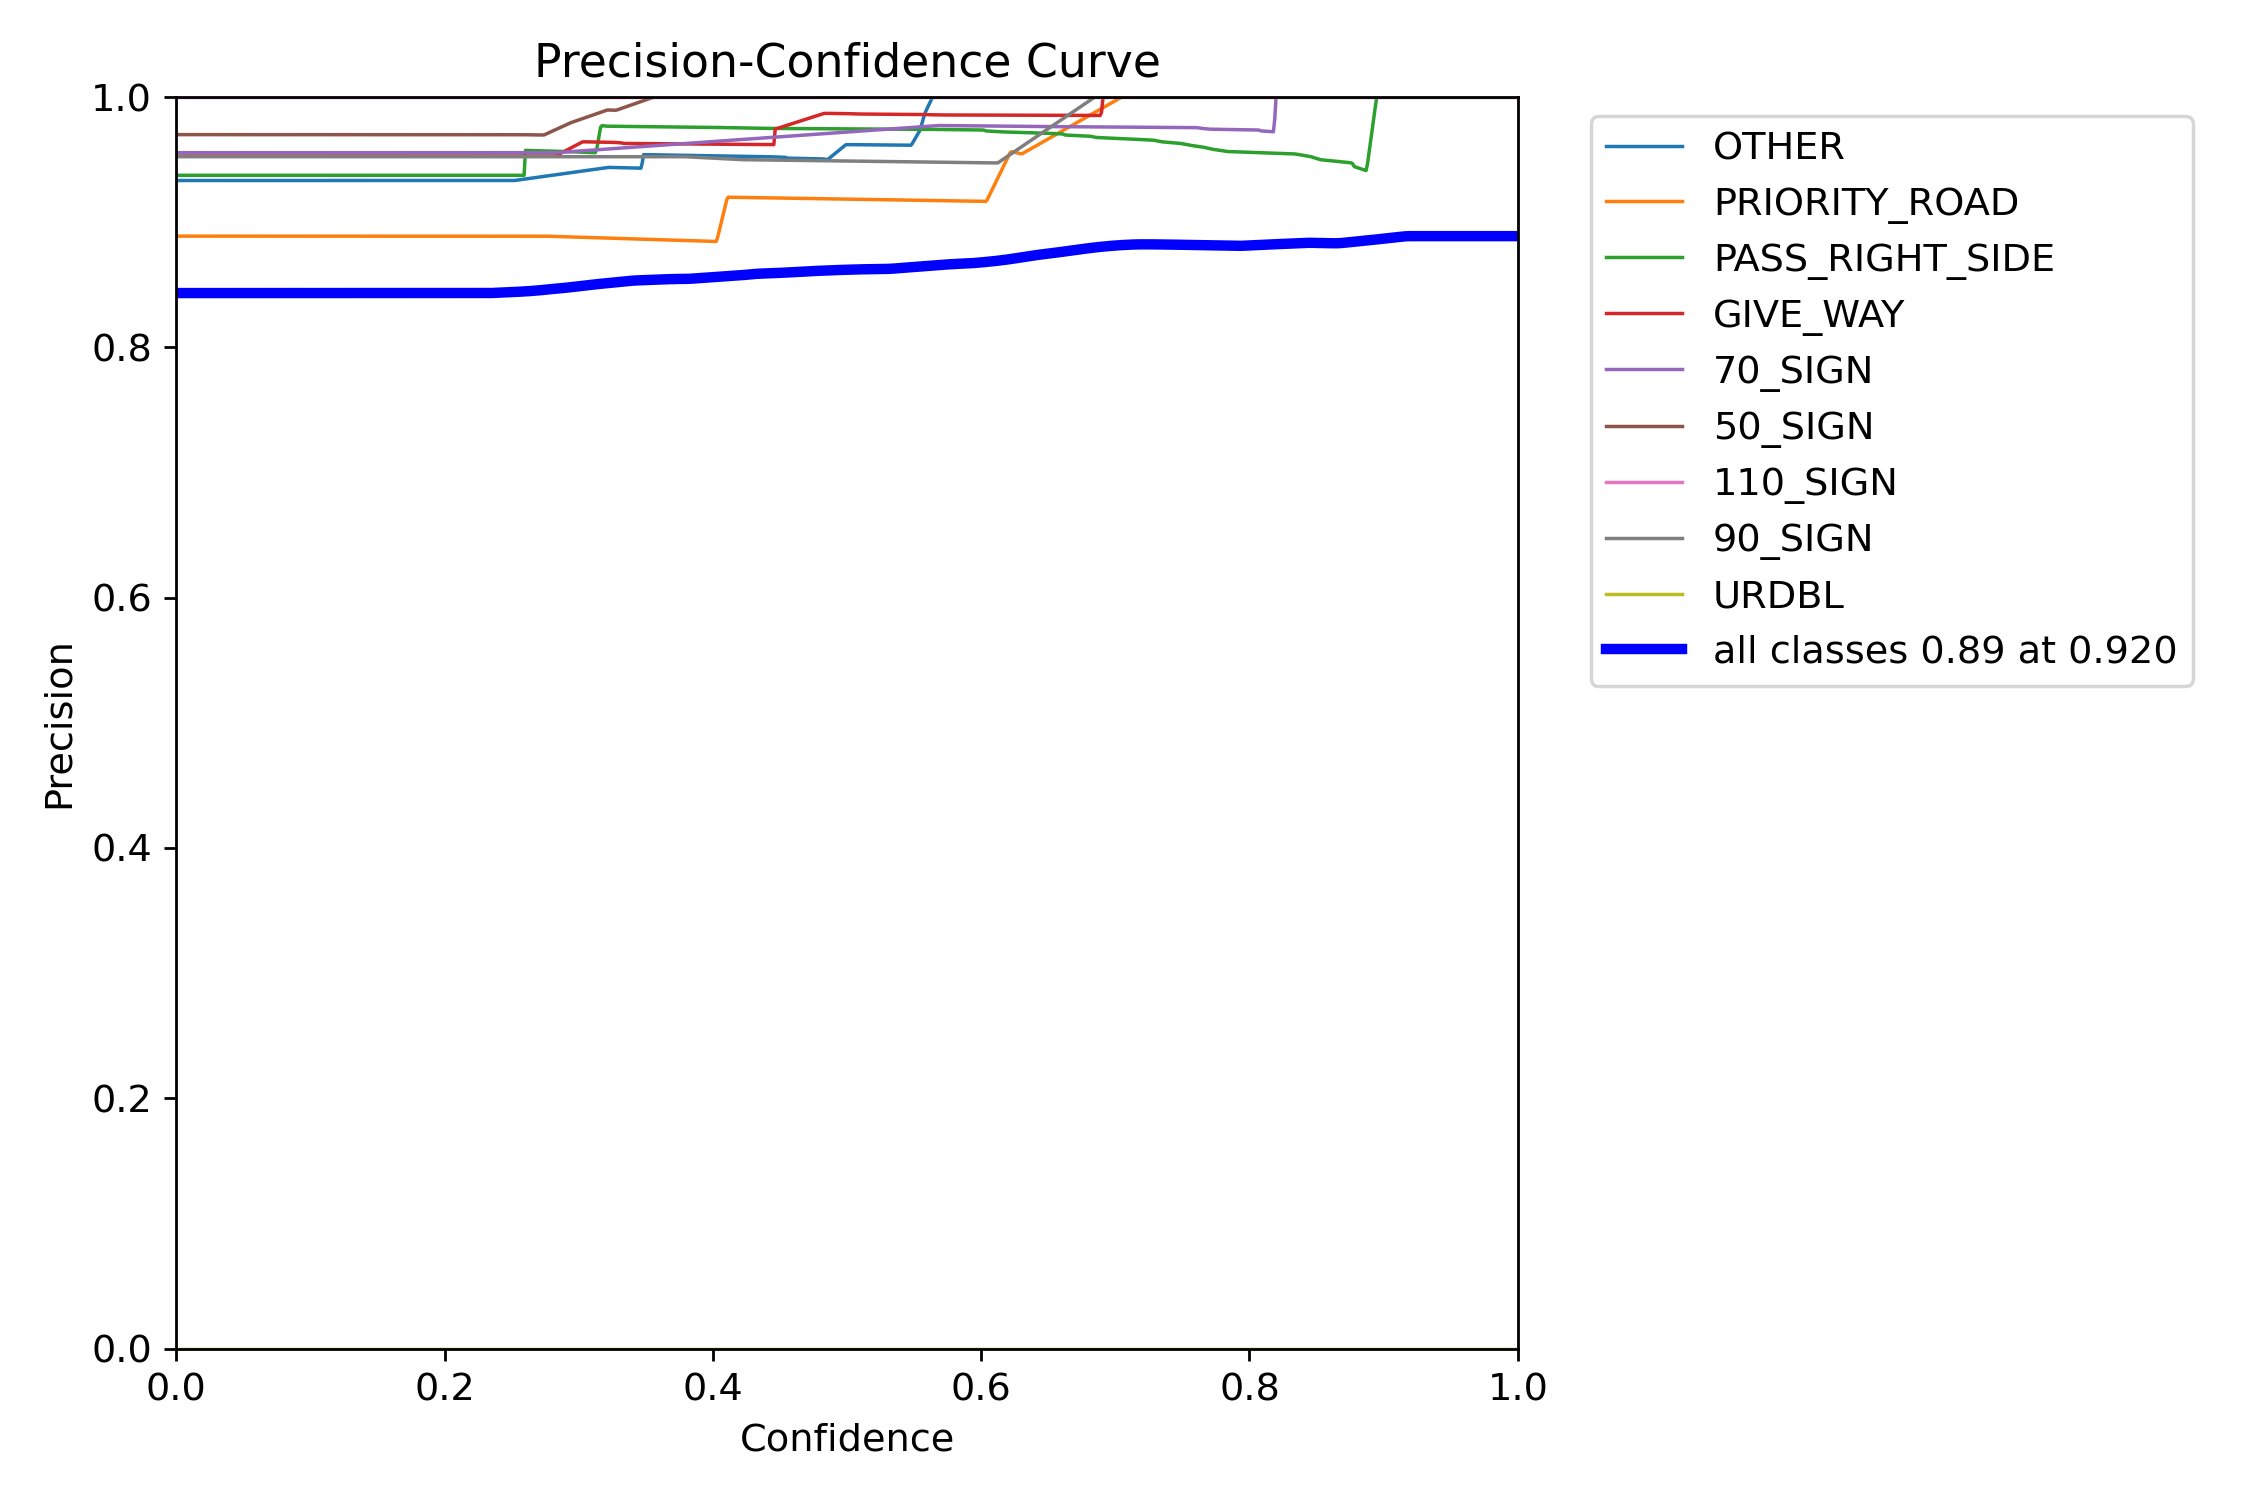 Precision-Confidence Curve
1.0
0.8
0.6
0.4
0.2
0.0
Precision
0.0 0.2 0.4 0.6 0.8 1.0
Confidence
OTHER
PRIORITY_ROAD
PASS_RIGHT_SIDE
GIVE_WAY
70_SIGN
50_SIGN
110_SIGN
90_SIGN
URDBL
all classes 0.89 at 0.920